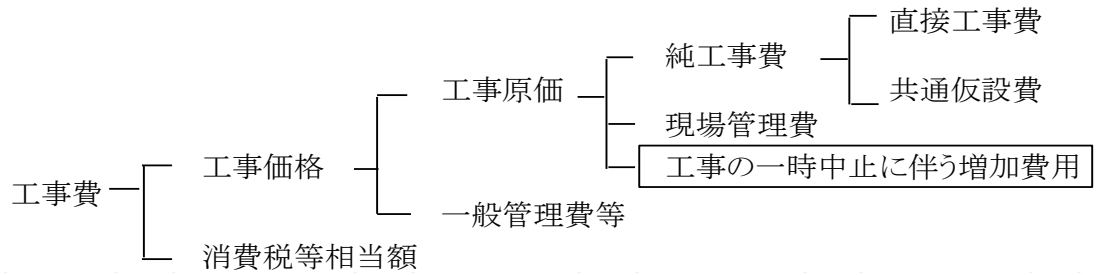 直接工事費
純工事費
工事原価
共通仮設費
現場管理費
工事価格
工事の一時中止に伴う増加費用
工事費
一般管理費等
消費税等相当額